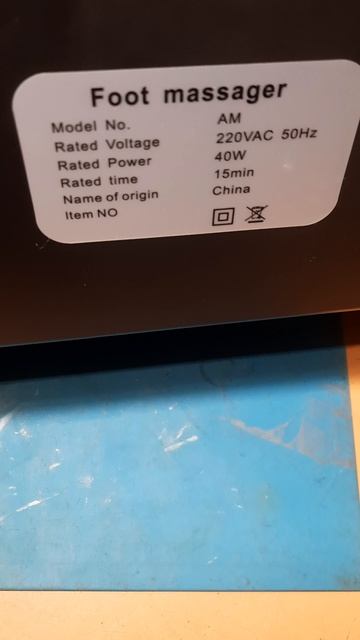 Foot massager
Model No. AM
Rated Voltage 220VAC 50Hz
Rated Power 40W
Rated time 15min
Name of origin China
Item NO